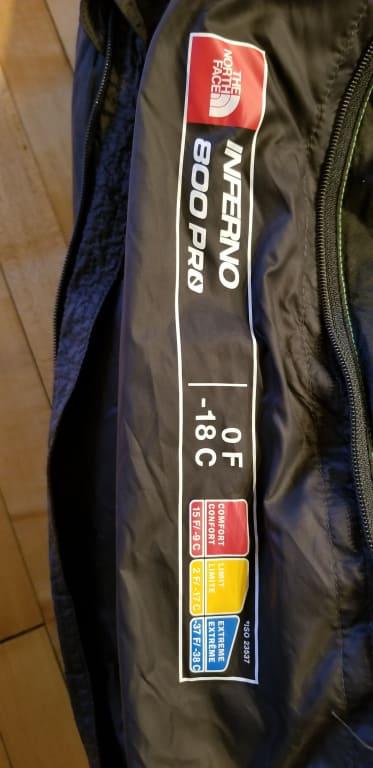 THE
NORTH
FACE
INFERNO
800 PRO
0 F
-18 C
COMFORT
CONFORT
15 F/-9 C
LIMIT
LIMITE
2 F/-17 C
EXTREME
EXTRÊME
-37 F/-38 C
*ISO 23537